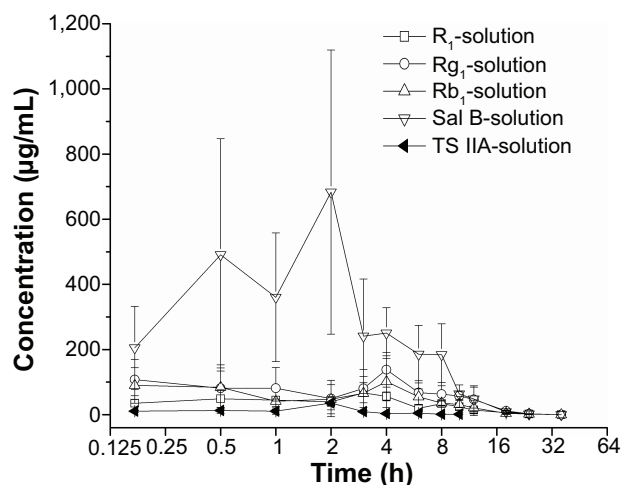 1,200
1,000
800
600
400
200
0
Concentration (µg/mL)
R₁-solution
Rg₁-solution
Rb₁-solution
Sal B-solution
TS IIA-solution
0.125 0.25 0.5 1 2 4 8 16 32 64
Time (h)